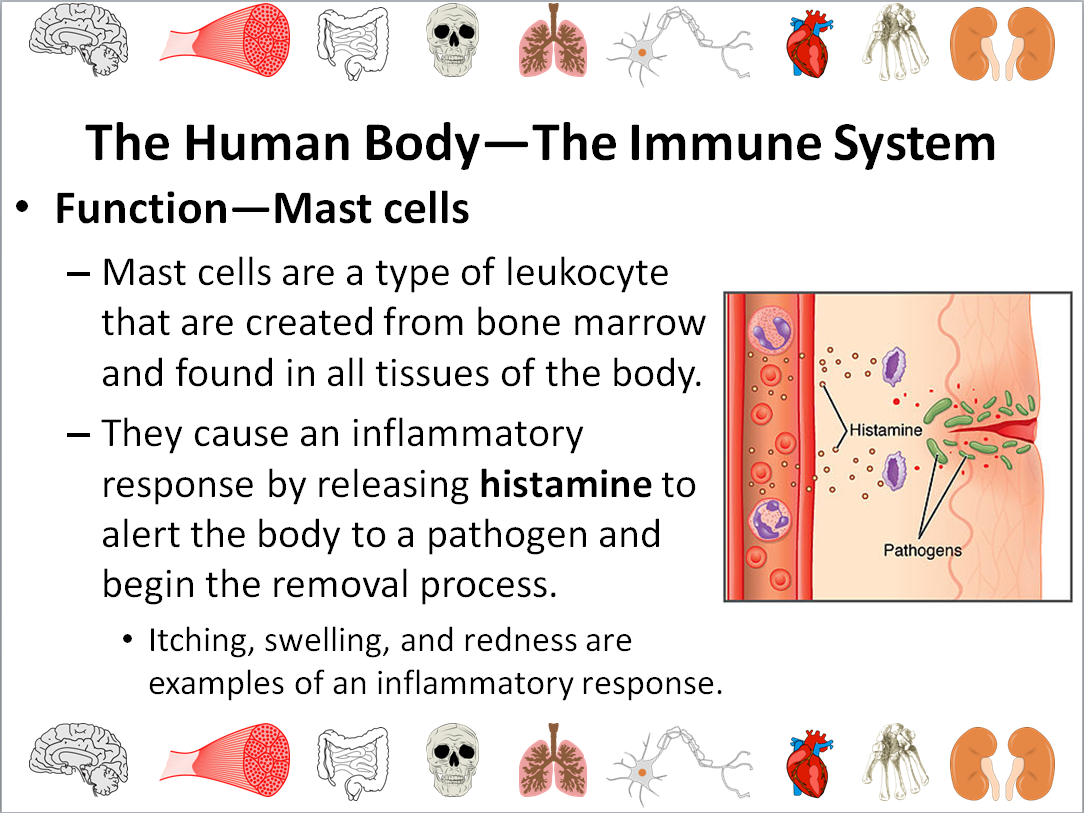 The Human Body—The Immune System
• Function—Mast cells
– Mast cells are a type of leukocyte
that are created from bone marrow
and found in all tissues of the body.
– They cause an inflammatory
response by releasing histamine to
alert the body to a pathogen and
begin the removal process.
• Itching, swelling, and redness are
examples of an inflammatory response.
Histamine
Pathogens